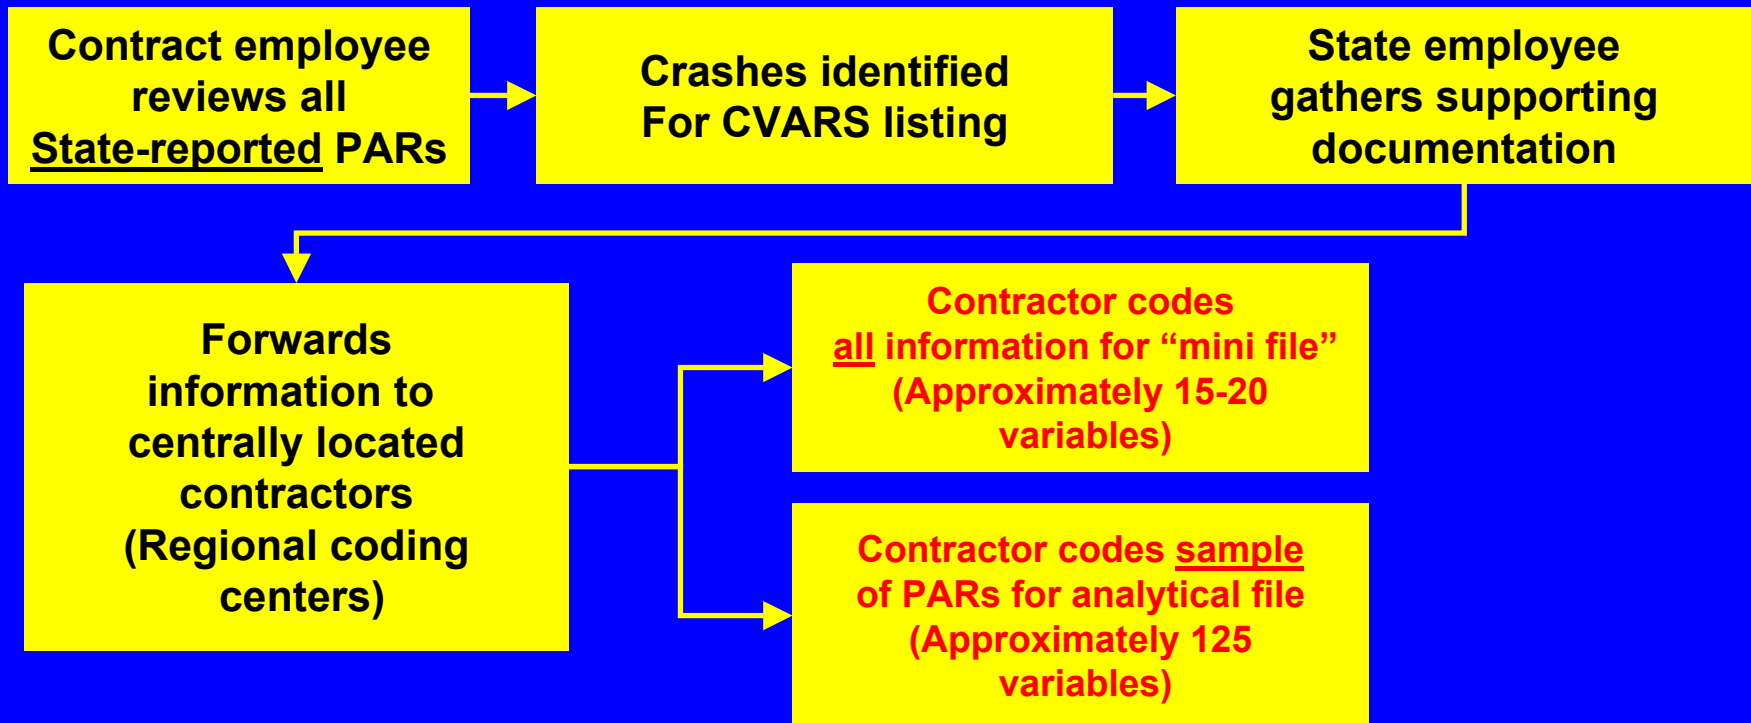 Contract employee
reviews all
State-reported PARs
Crashes identified
For CVARS listing
State employee
gathers supporting
documentation
Forwards
information to
centrally located
contractors
(Regional coding
centers)
Contractor codes
all information for “mini file”
(Approximately 15-20
variables)
Contractor codes sample
of PARs for analytical file
(Approximately 125
variables)